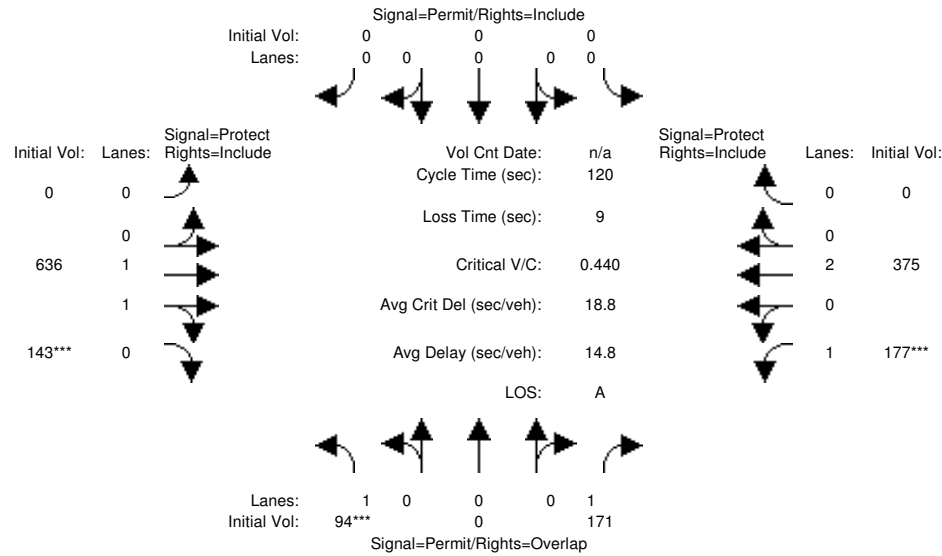 Signal=Permit/Rights=Include
Initial Vol: 0 0 0
Lanes: 0 0 0 0 0
Signal=Protect Signal=Protect
Initial Vol: Lanes: Rights=Include Vol Cnt Date: n/a Rights=Include Lanes: Initial Vol:
Cycle Time (sec): 120
0 0 0 0
Loss Time (sec): 9
0 0
636 1 Critical V/C: 0.440 2 375
1 Avg Crit Del (sec/veh): 18.8 0
143*** 0 Avg Delay (sec/veh): 14.8 1 177***
LOS: A
Lanes: 1 0 0 0 1
Initial Vol: 94*** 0 171
Signal=Permit/Rights=Overlap